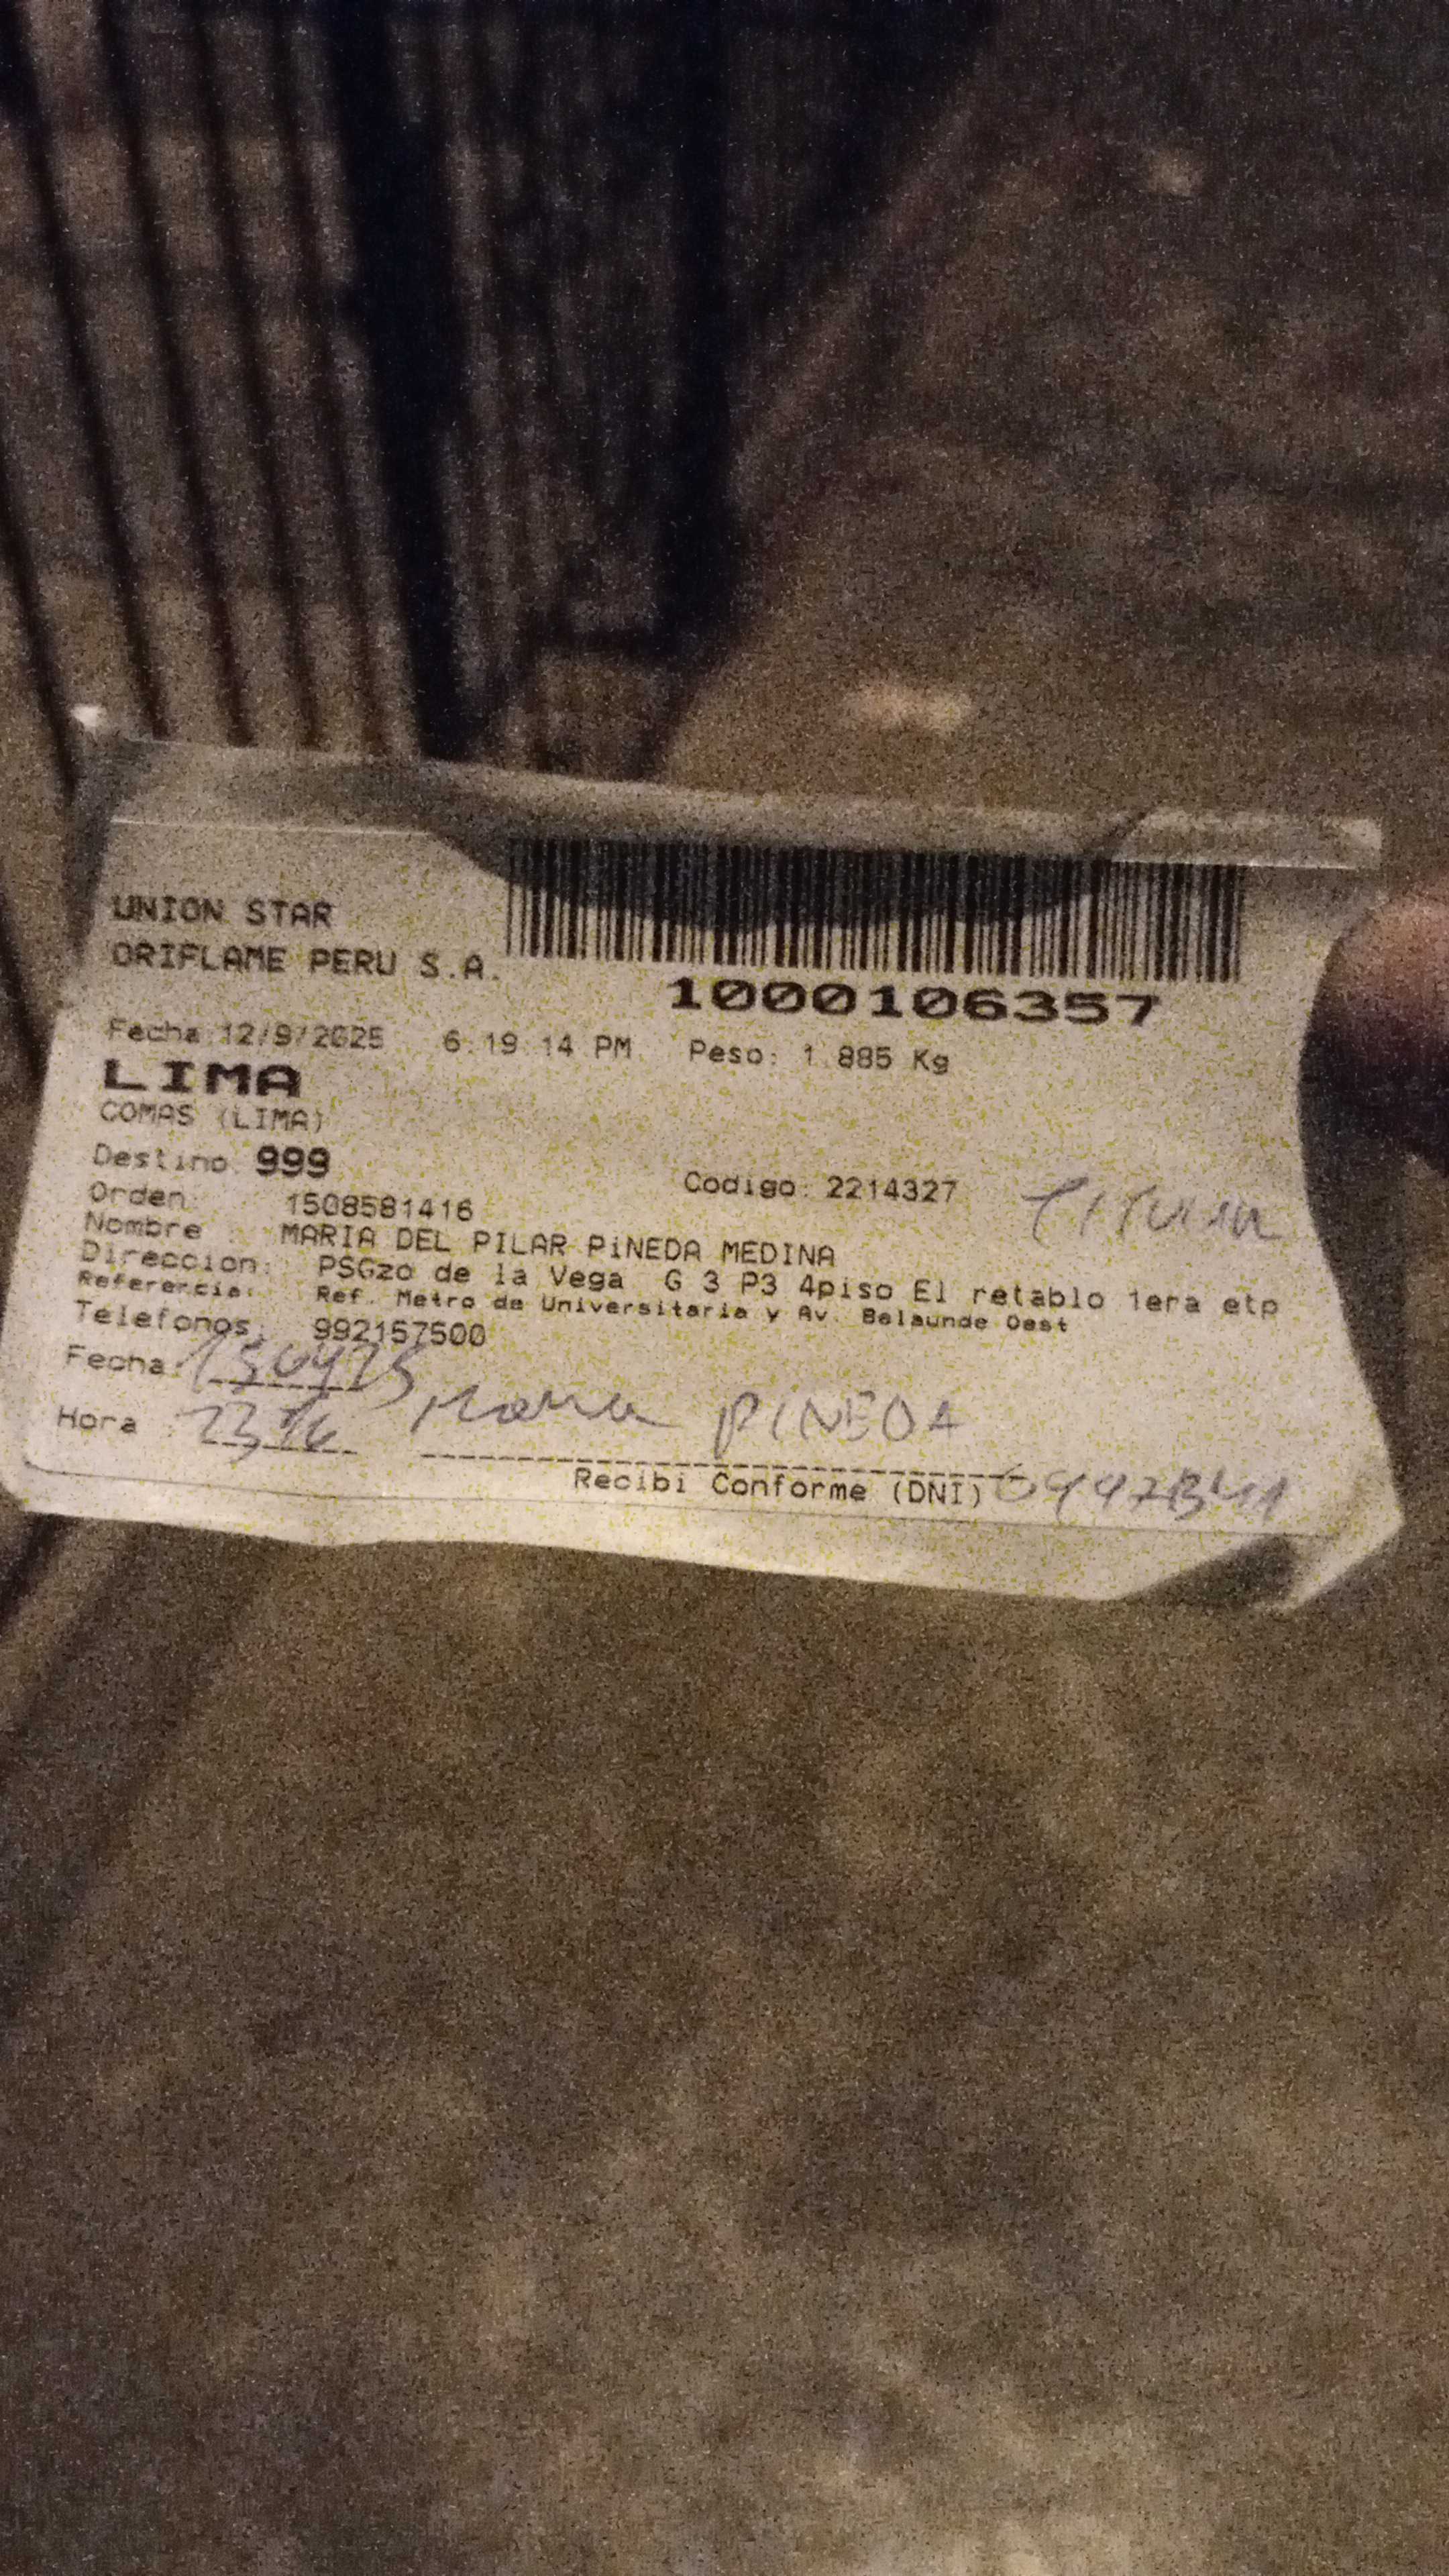 UNION STAR
ORIFLAME PERU S.A.
1000106357
Fecha:12/9/2025 6:19:14 PM Peso: 1.885 Kg
LIMA
COMAS (LIMA)
Destino: 999
Codigo: 2214327
Orden: 1508581416
Nombre : MARIA DEL PILAR PiNEDA MEDINA
Direccion: PSGzo de la Vega G 3 P3 4piso El retablo 1era etp
Referencia: Ref. Metro de Universitaria y Av. Belaunde Oest
Telefonos: 992157500
Fecha:
Hora : Maria PINEDA
Recibi Conforme (DNI)